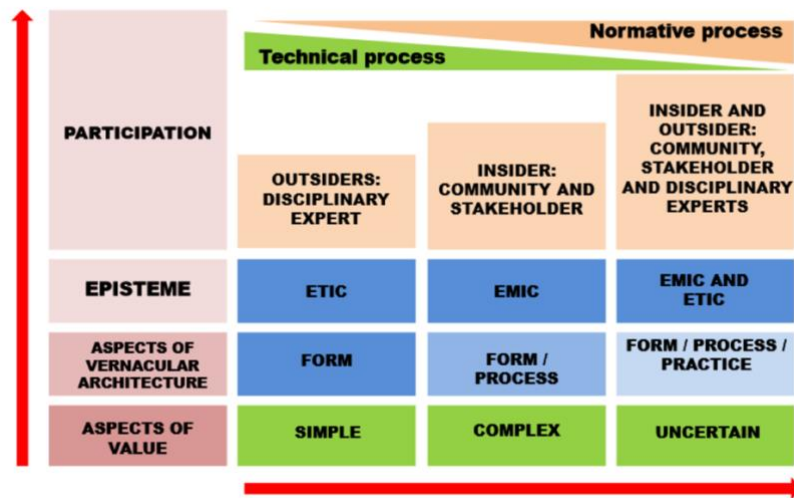 Normative process
Technical process
PARTICIPATION
OUTSIDERS:
DISCIPLINARY
EXPERT
INSIDER:
COMMUNITY AND
STAKEHOLDER
INSIDER AND
OUTSIDER:
COMMUNITY,
STAKEHOLDER
AND DISCIPLINARY
EXPERTS
EPISTEME
ETIC
EMIC
EMIC AND
ETIC
ASPECTS OF
VERNACULAR
ARCHITECTURE
FORM
FORM /
PROCESS
FORM / PROCESS /
PRACTICE
ASPECTS OF
VALUE
SIMPLE
COMPLEX
UNCERTAIN